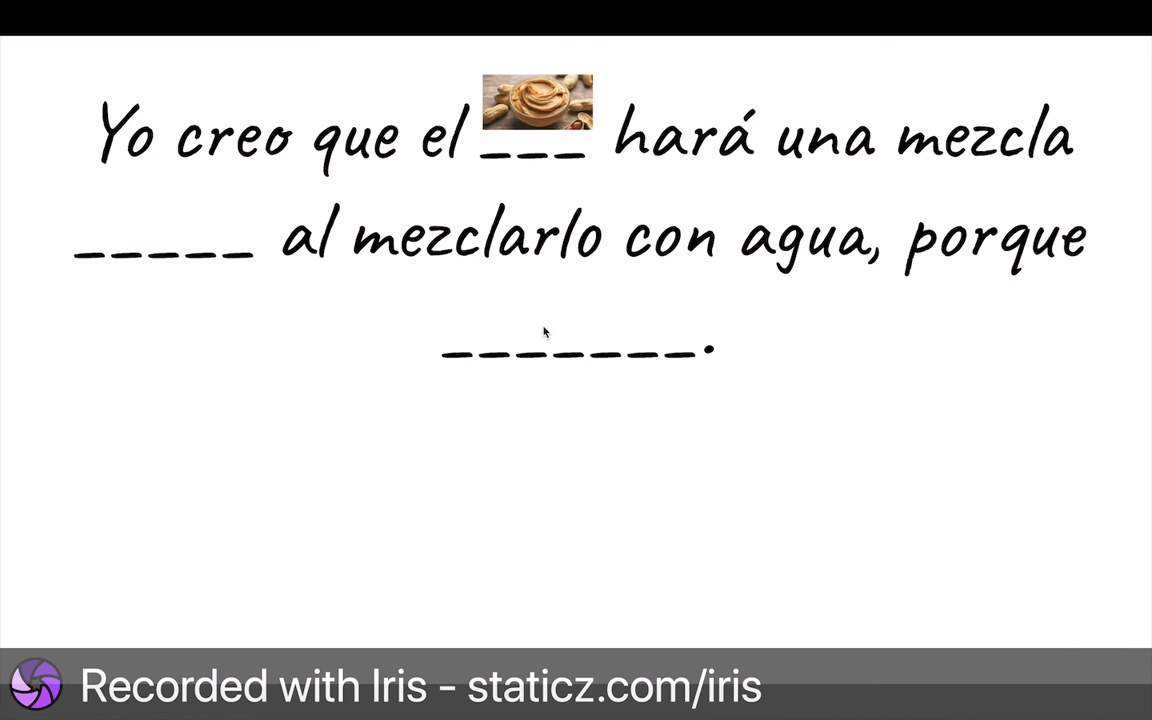 Yo creo que el ___ hará una mezcla
_____ al mezclarlo con agua, porque
_______.
Recorded with Iris - staticz.com/iris